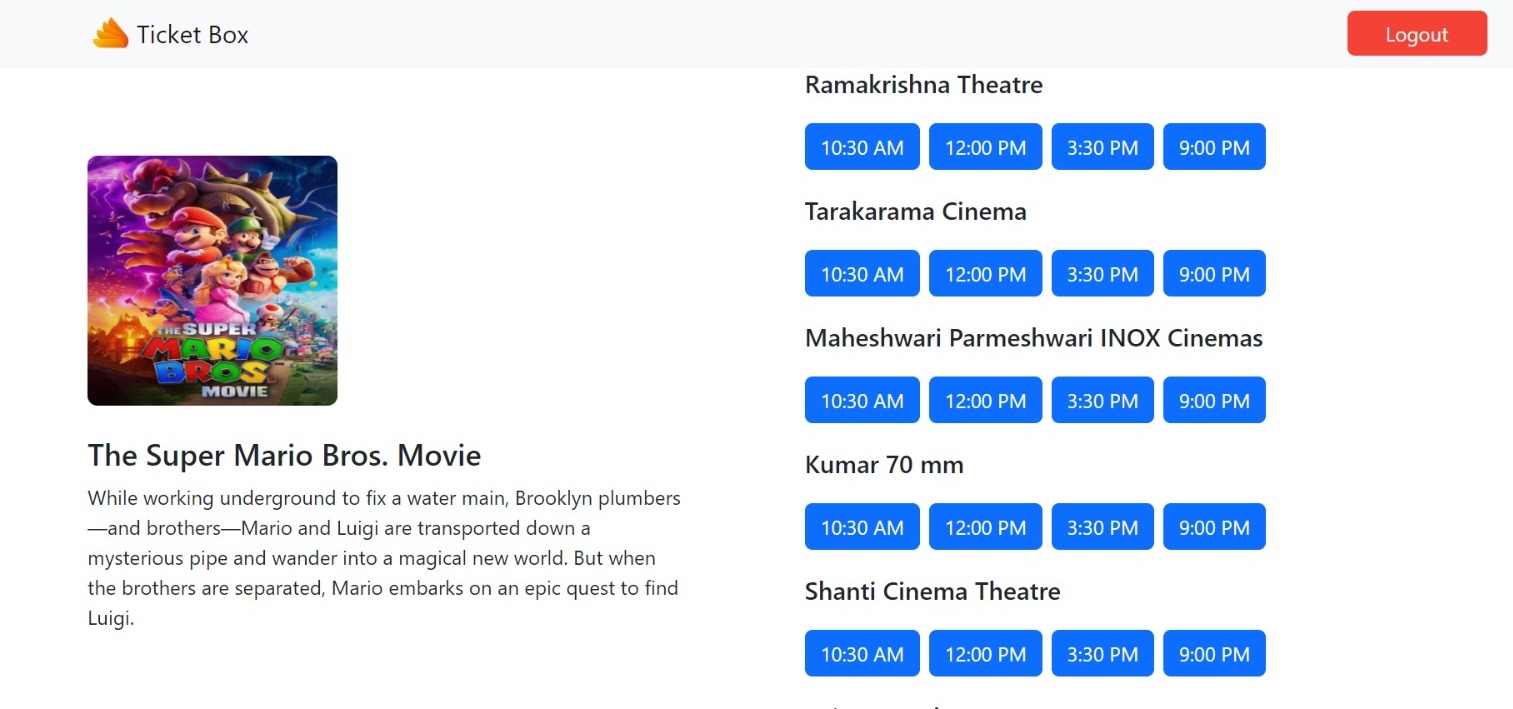 Ticket Box
Logout
THE SUPER
MARIO
BROS.
MOVIE
The Super Mario Bros. Movie
While working underground to fix a water main, Brooklyn plumbers
—and brothers—Mario and Luigi are transported down a
mysterious pipe and wander into a magical new world. But when
the brothers are separated, Mario embarks on an epic quest to find
Luigi.
Ramakrishna Theatre
10:30 AM 12:00 PM 3:30 PM 9:00 PM
Tarakarama Cinema
10:30 AM 12:00 PM 3:30 PM 9:00 PM
Maheshwari Parmeshwari INOX Cinemas
10:30 AM 12:00 PM 3:30 PM 9:00 PM
Kumar 70 mm
10:30 AM 12:00 PM 3:30 PM 9:00 PM
Shanti Cinema Theatre
10:30 AM 12:00 PM 3:30 PM 9:00 PM